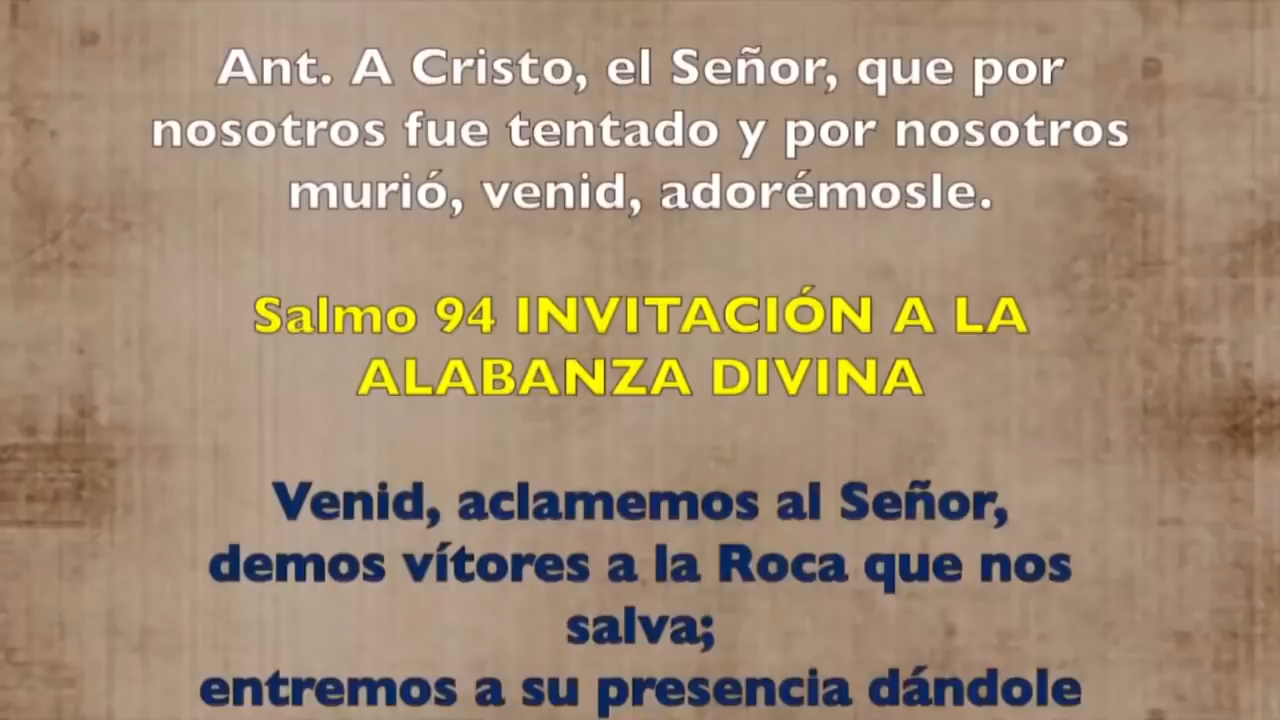 Ant. A Cristo, el Señor, que por
nosotros fue tentado y por nosotros
murió, venid, adorémosle.
Salmo 94 INVITACIÓN A LA
ALABANZA DIVINA
Venid, aclamemos al Señor,
demos vítores a la Roca que nos
salva;
entremos a su presencia dándole